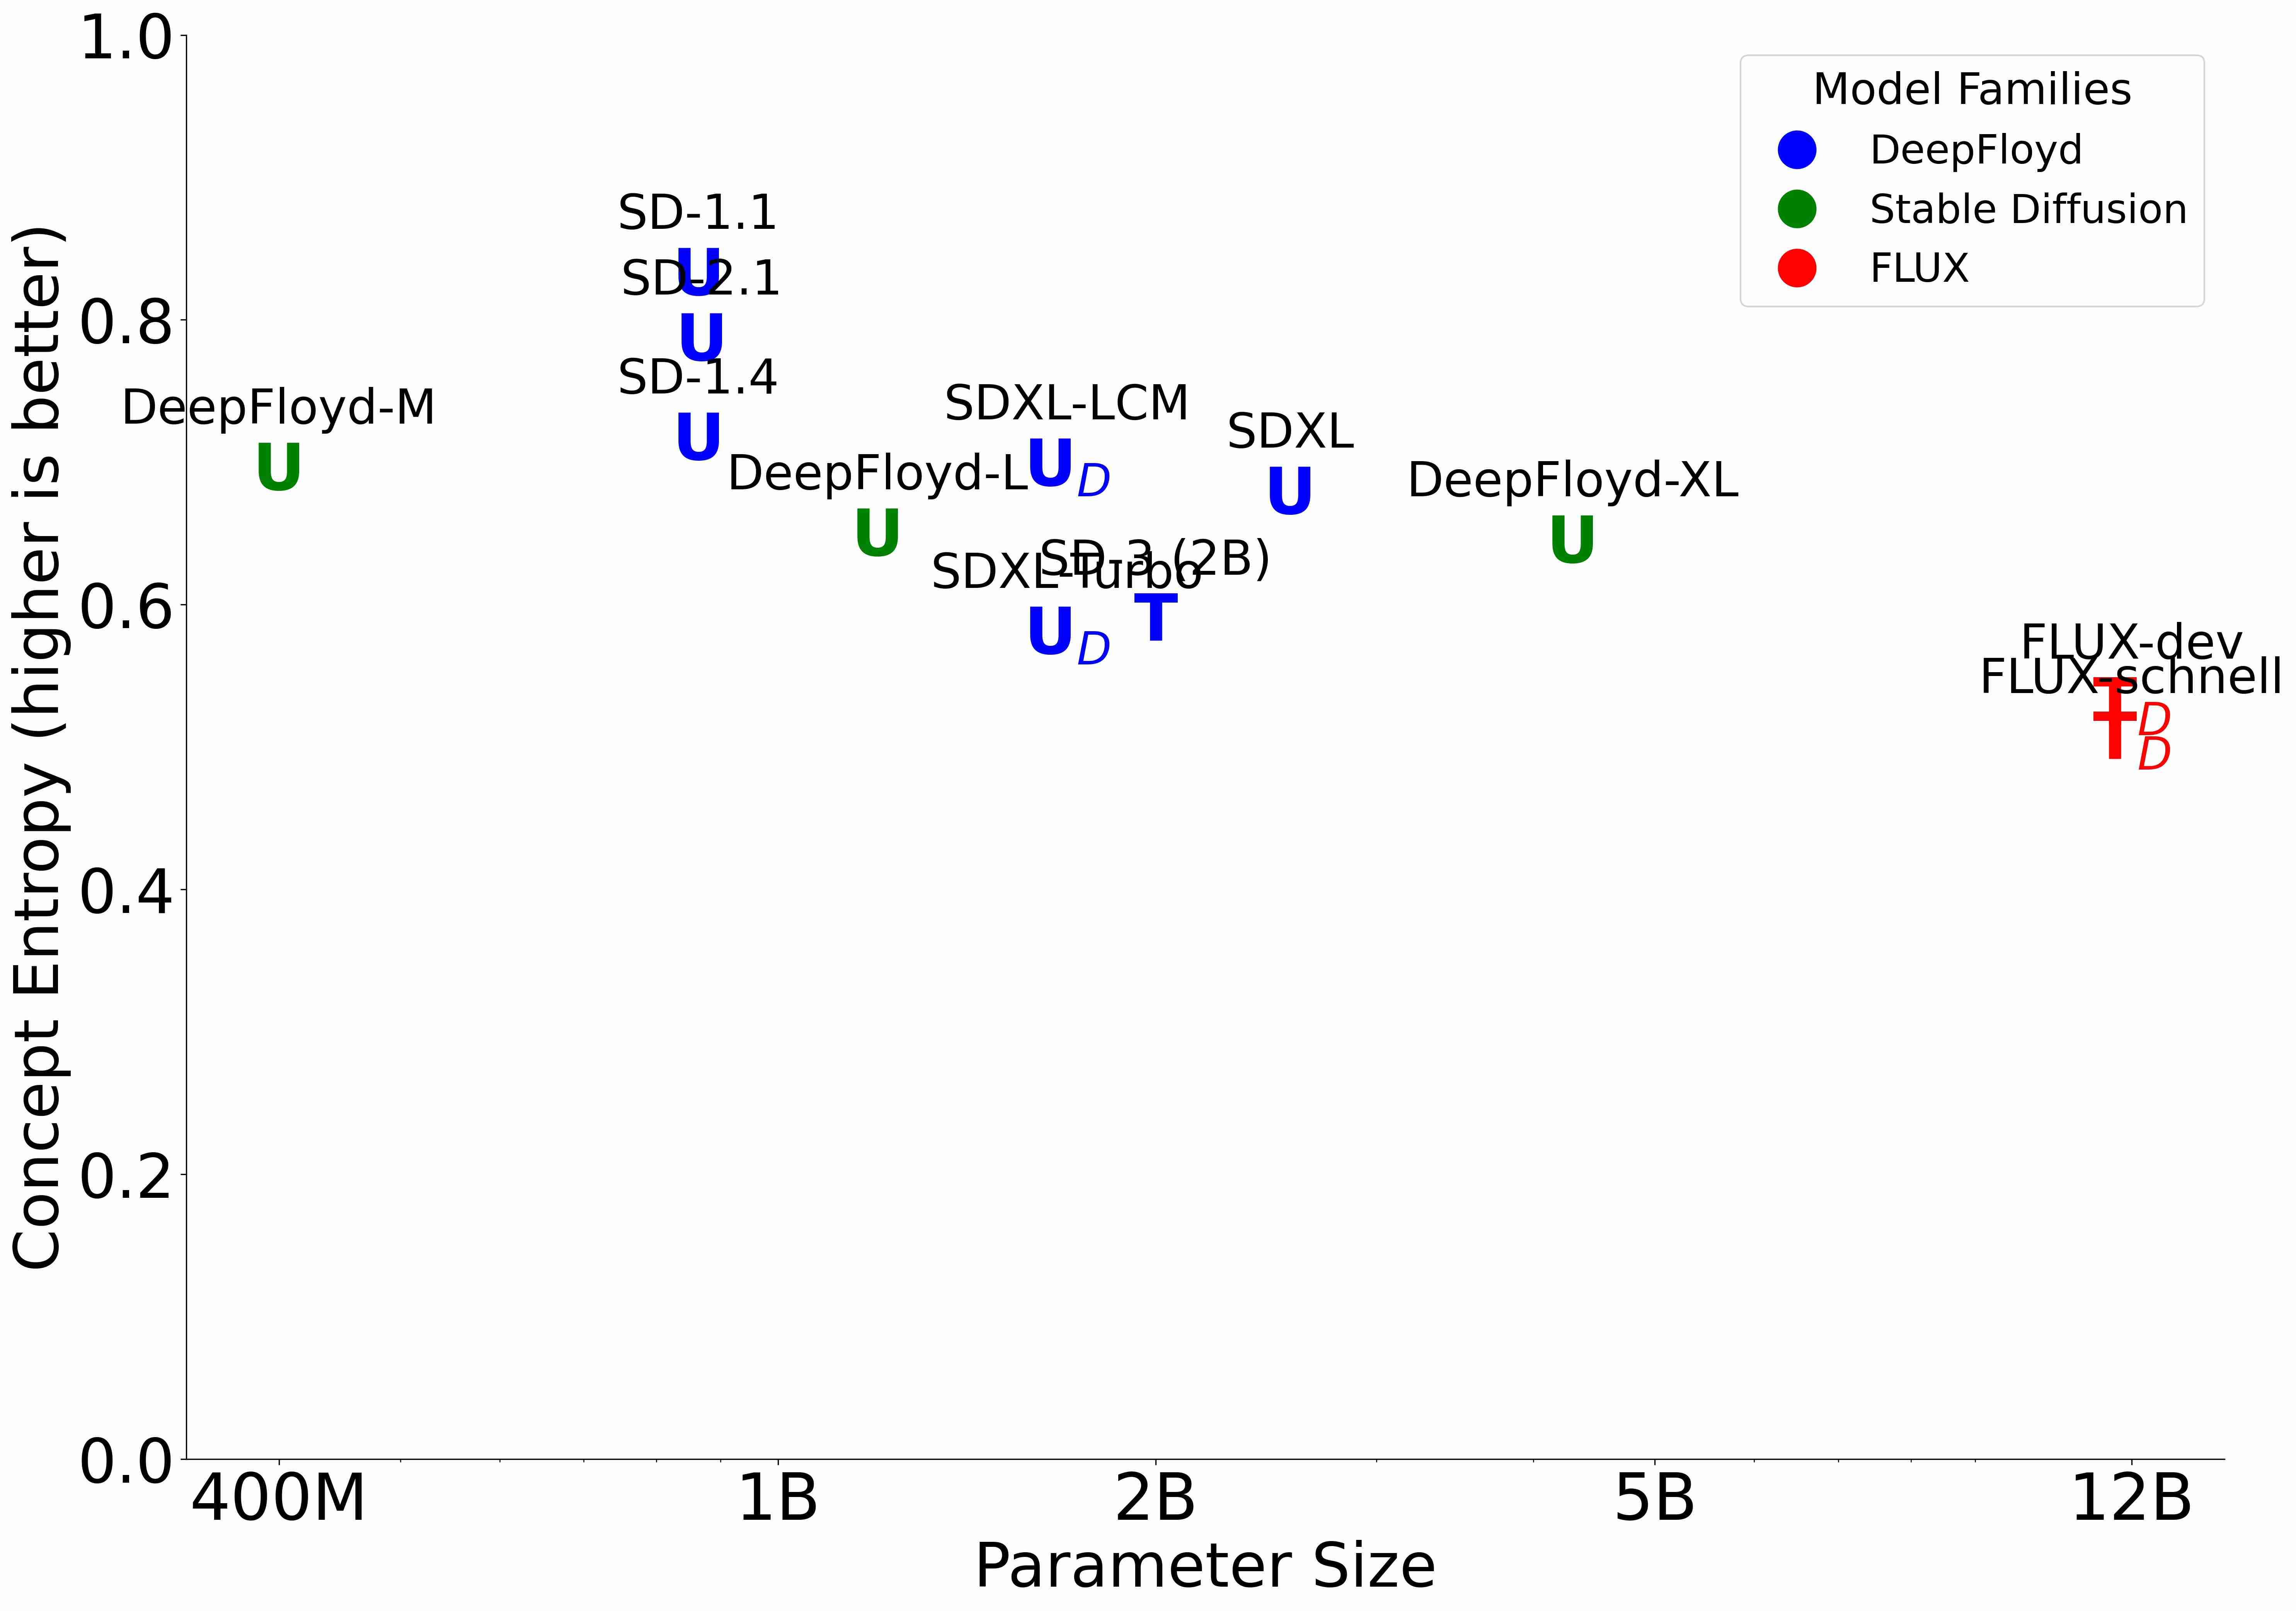 Concept Entropy (higher is better)
1.0
0.8
0.6
0.4
0.2
0.0
Model Families
DeepFloyd
Stable Diffusion
FLUX
SD-1.1
U
SD-2.1
U
SD-1.4
U
DeepFloyd-M
U
SDXL-LCM
U D
SDXL
U
DeepFloyd-L
U
DeepFloyd-XL
U
SD-3 (2B)
T
SDXL-Turbo
U D
FLUX-dev
T D
FLUX-schnell
T D
400M
1B
2B
5B
12B
Parameter Size